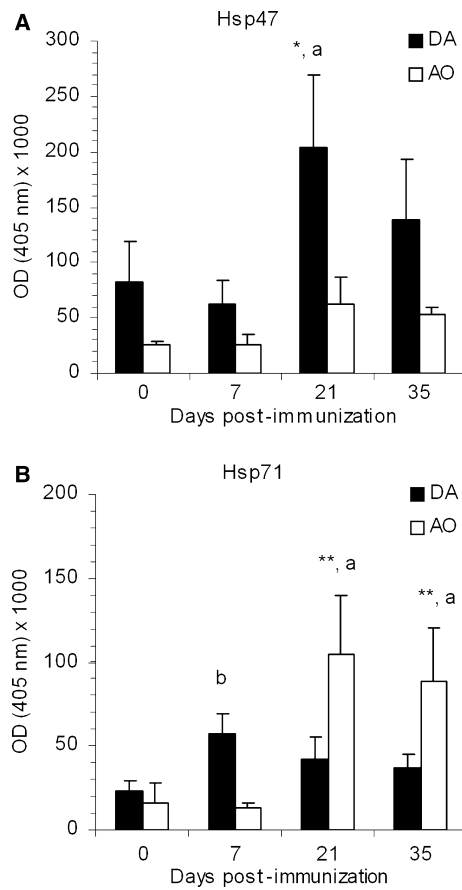 A
Hsp47
300
250
200
150
100
50
0
OD (405 nm) x 1000
*, a
DA
AO
0 7 21 35
Days post-immunization
B
Hsp71
200
150
100
50
0
OD (405 nm) x 1000
b
**, a
**, a
DA
AO
0 7 21 35
Days post-immunization